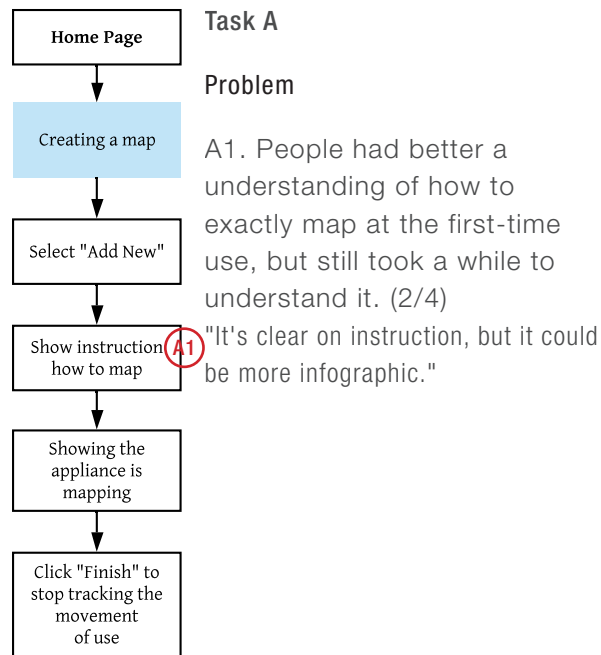 Home Page
Creating a map
Select "Add New"
Show instruction
how to map
A1
Showing the
appliance is
mapping
Click "Finish" to
stop tracking the
movement
of use
Task A
Problem
A1. People had better a
understanding of how to
exactly map at the first-time
use, but still took a while to
understand it. (2/4)
"It's clear on instruction, but it could
be more infographic."